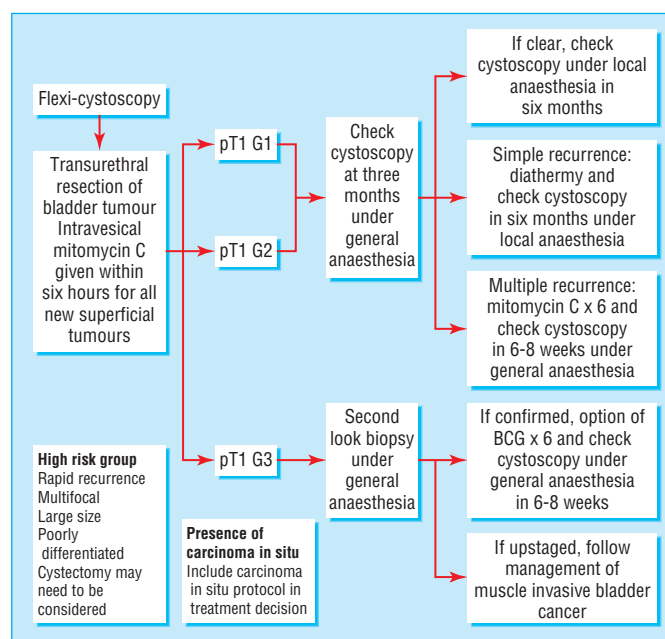 Flexi-cystoscopy
Transurethral
resection of
bladder tumour
Intravesical
mitomycin C
given within
six hours for all
new superficial
tumours
pT1 G1
pT1 G2
Check
cystoscopy
at three
months
under
general
anaesthesia
If clear, check
cystoscopy under local
anaesthesia in
six months
Simple recurrence:
diathermy and
check cystoscopy
in six months under
local anaesthesia
Multiple recurrence:
mitomycin C x 6 and
check cystoscopy
in 6-8 weeks under
general anaesthesia
pT1 G3
Second
look biopsy
under
general
anaesthesia
If confirmed, option of
BCG x 6 and check
cystoscopy under
general anaesthesia
in 6-8 weeks
If upstaged, follow
management of
muscle invasive bladder
cancer
High risk group
Rapid recurrence
Multifocal
Large size
Poorly
differentiated
Cystectomy may
need to be
considered
Presence of
carcinoma in situ
Include carcinoma
in situ protocol in
treatment decision